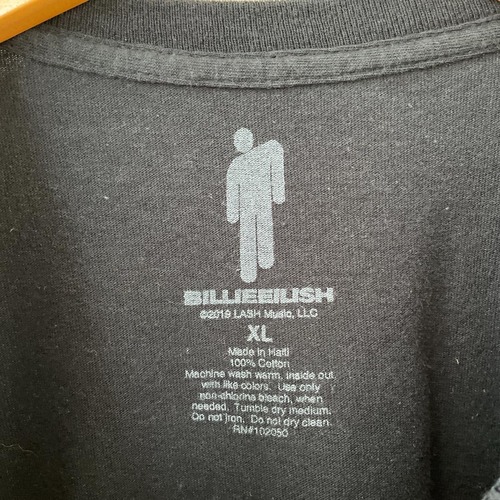 BILLIEEILISH
©2019 LASH Music, LLC
XL
Made in Haiti
100% Cotton
Machine wash warm, inside out
with like colors. Use only
non-chlorine bleach, when
needed. Tumble dry medium.
Do not iron. Do not dry clean
RN#102050